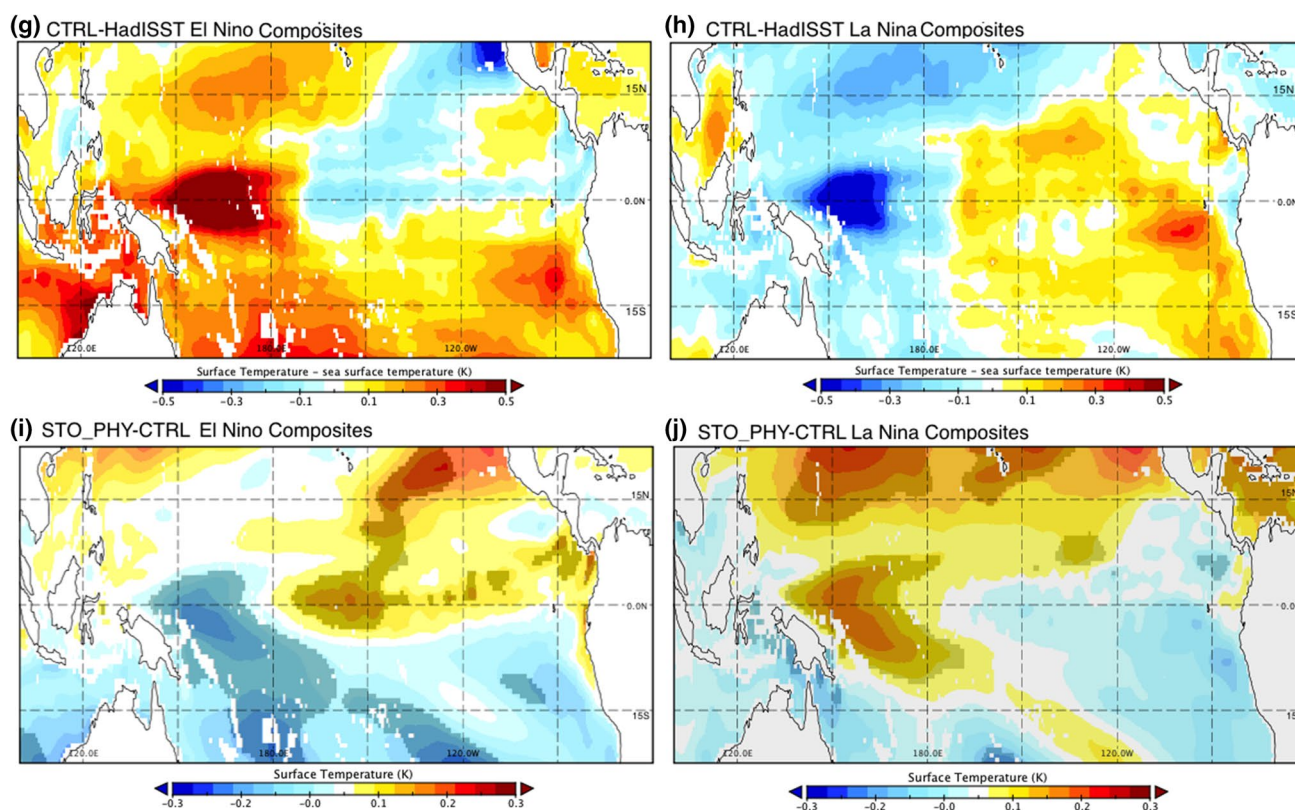 (g) CTRL-HadISST El Nino Composites
(h) CTRL-HadISST La Nina Composites
15N
0.0N
15S
120.0E 180.0E 120.0W
15N
0.0N
15S
120.0E 180.0E 120.0W
Surface Temperature – sea surface temperature (K)
−0.5 −0.3 −0.1 0.1 0.3 0.5
Surface Temperature – sea surface temperature (K)
−0.5 −0.3 −0.1 0.1 0.3 0.5
(i) STO_PHY-CTRL El Nino Composites
(j) STO_PHY-CTRL La Nina Composites
15N
0.0N
15S
120.0E 180.0E 120.0W
15N
0.0N
15S
120.0E 180.0E 120.0W
Surface Temperature (K)
−0.3 −0.2 −0.0 0.1 0.2 0.3
Surface Temperature (K)
−0.3 −0.2 −0.0 0.1 0.2 0.3